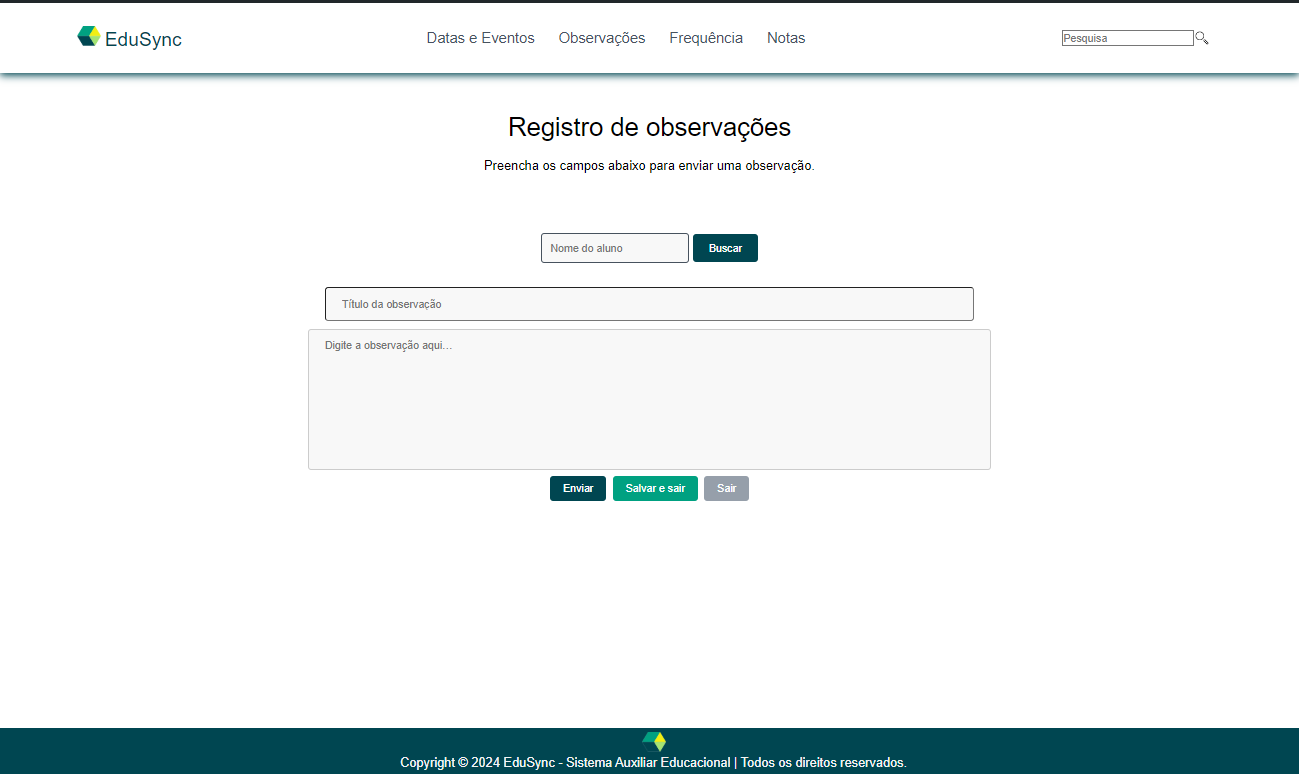 EduSync
Datas e Eventos Observações Frequência Notas
Pesquisa
Registro de observações
Preencha os campos abaixo para enviar uma observação.
Nome do aluno Buscar
Título da observação
Digite a observação aqui...
Enviar Salvar e sair Sair
Copyright © 2024 EduSync - Sistema Auxiliar Educacional | Todos os direitos reservados.